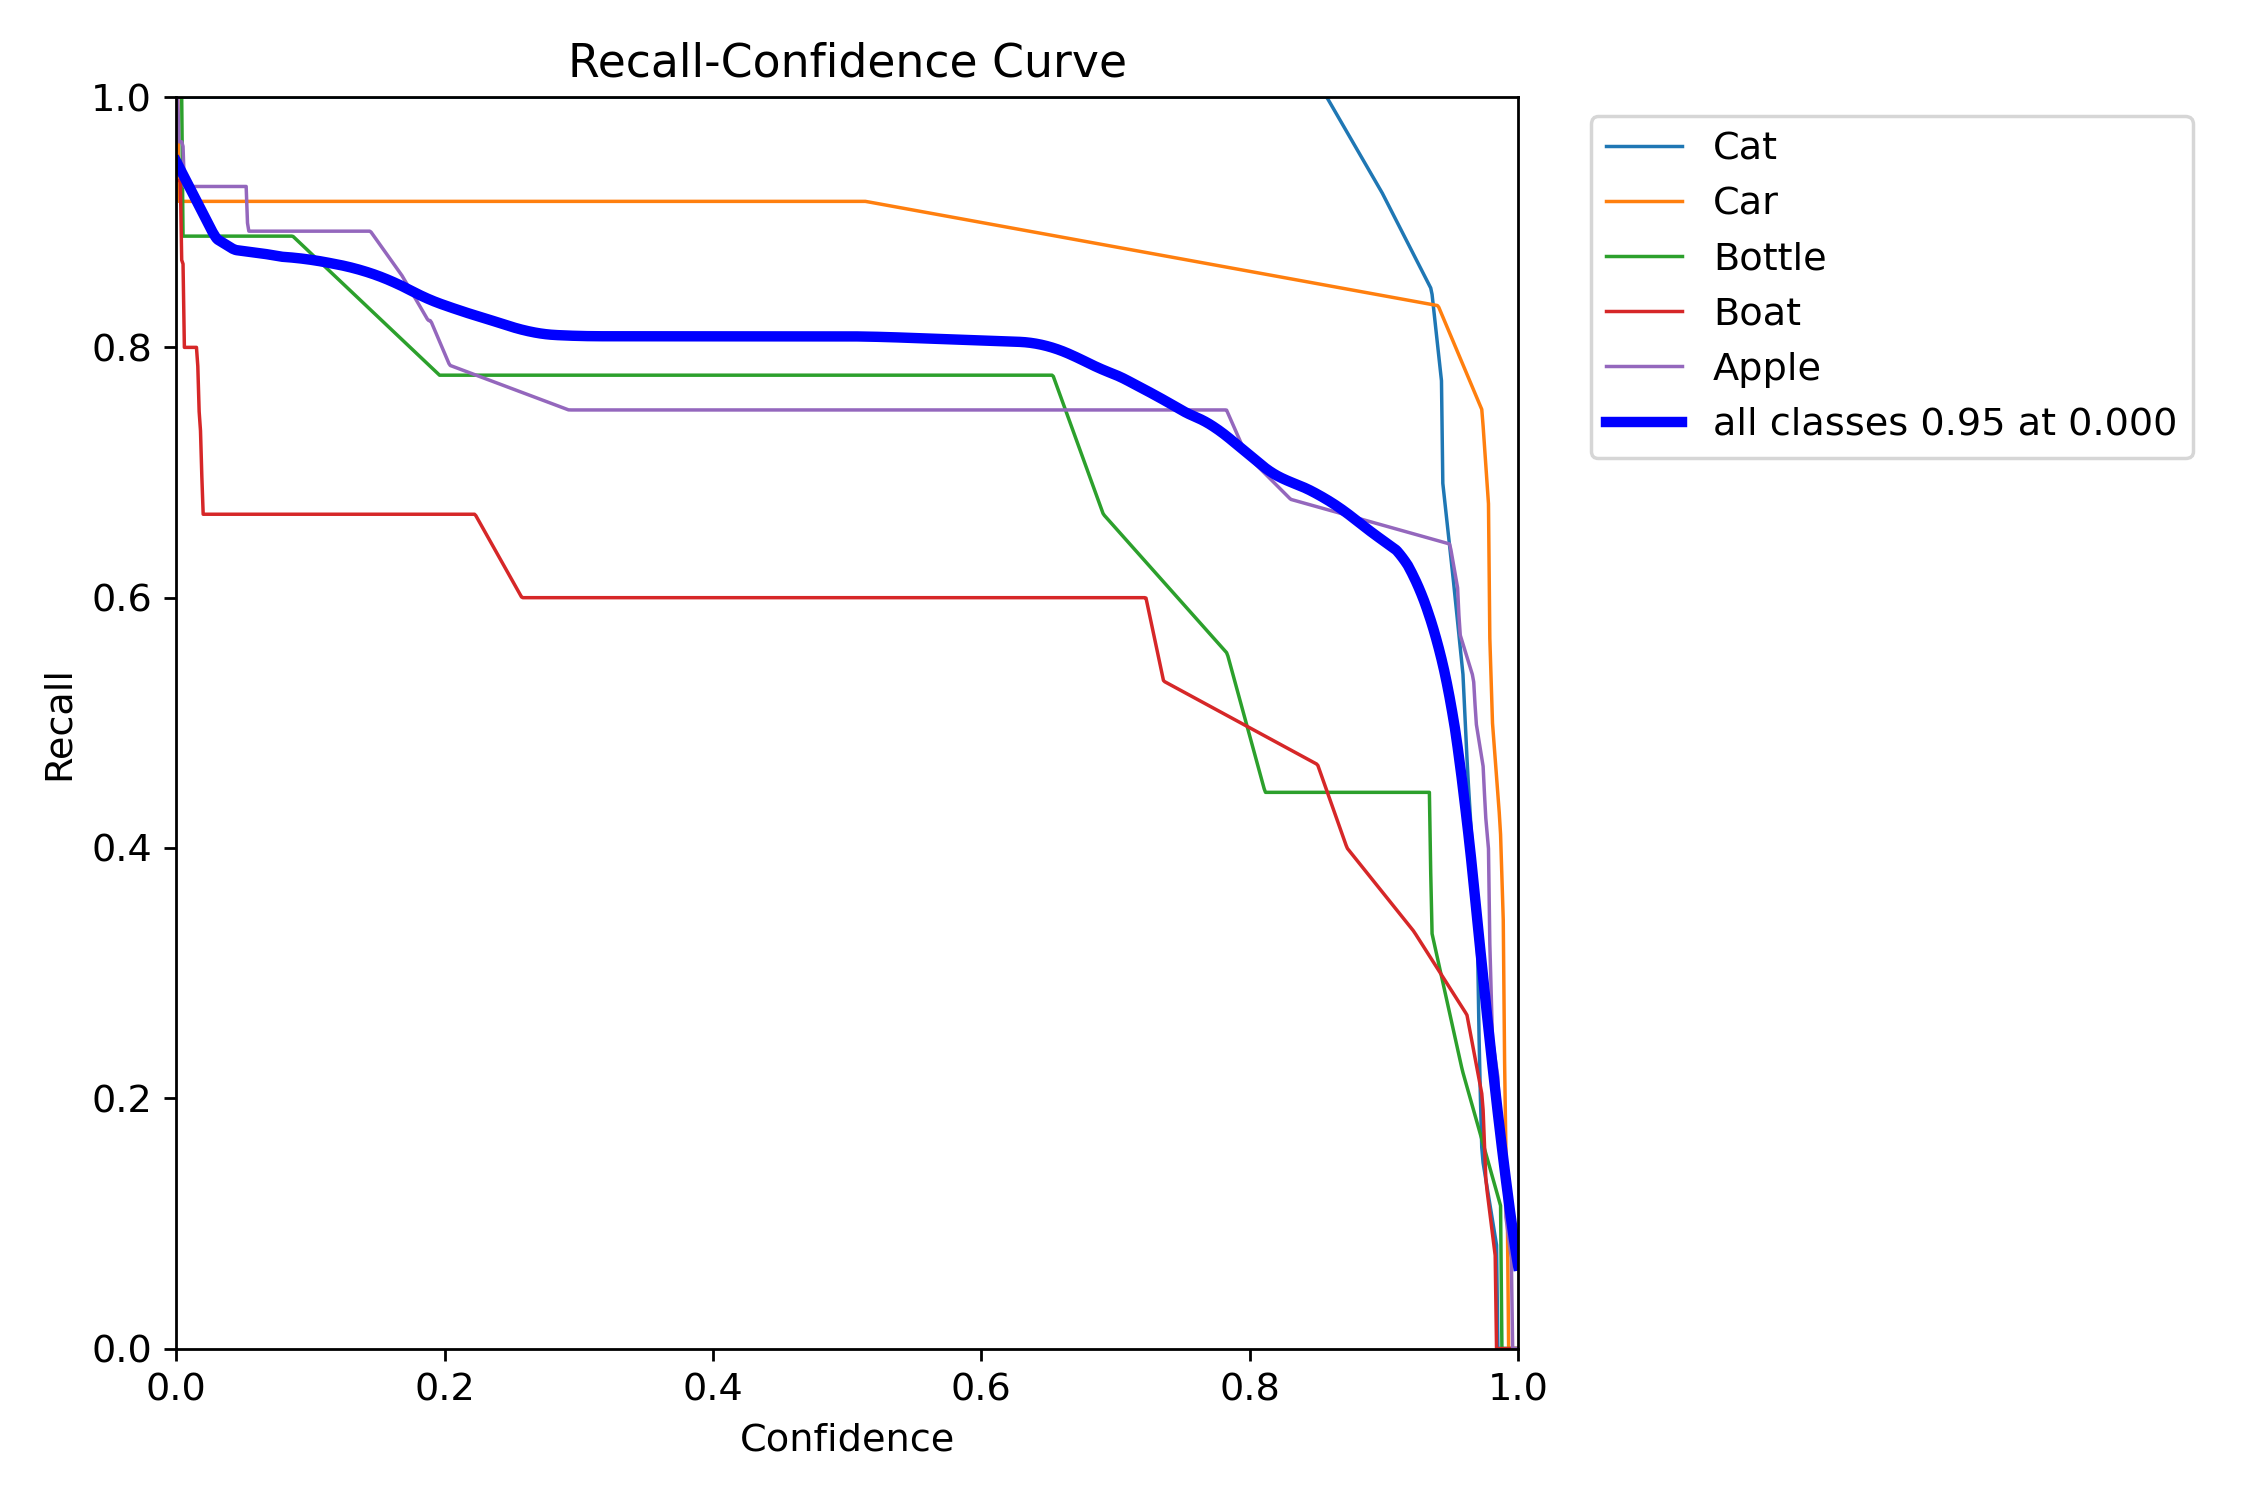 Recall-Confidence Curve
1.0
0.8
0.6
0.4
0.2
0.0
Recall
0.0 0.2 0.4 0.6 0.8 1.0
Confidence
Cat
Car
Bottle
Boat
Apple
all classes 0.95 at 0.000